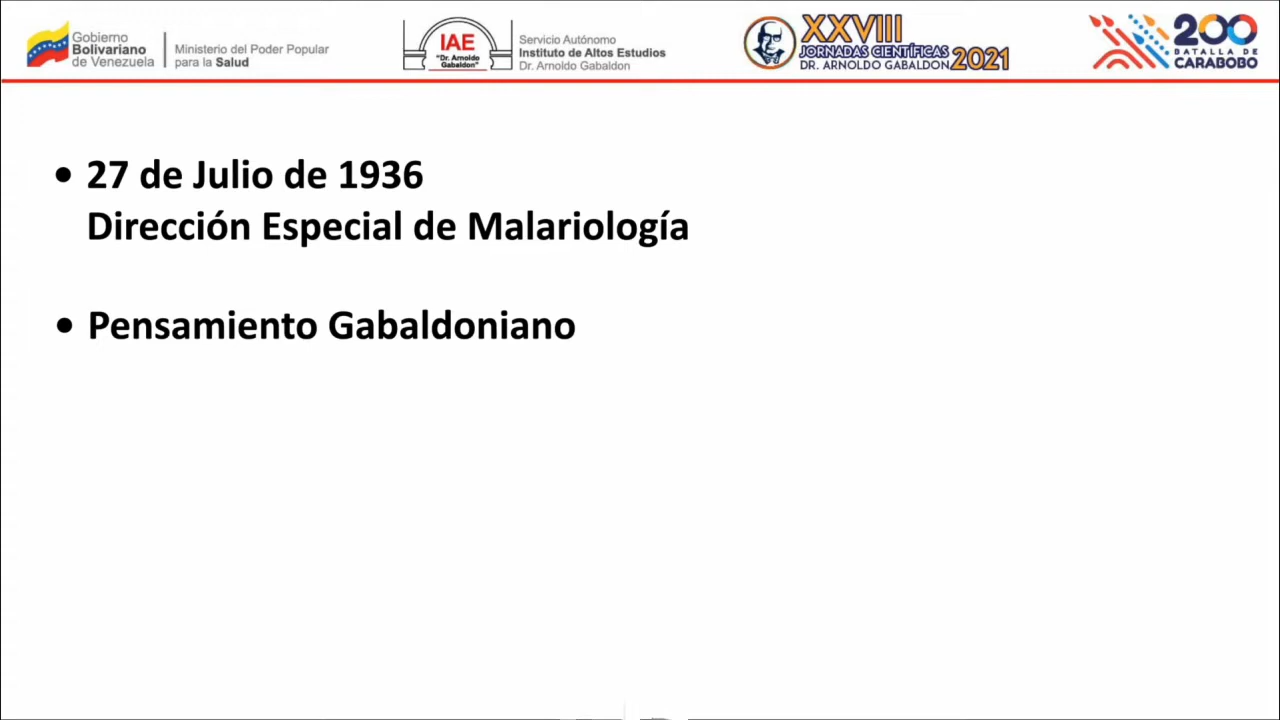 Gobierno
Bolivariano
de Venezuela
Ministerio del Poder Popular
para la Salud
IAE
"Dr. Arnoldo
Gabaldon"
Servicio Autónomo
Instituto de Altos Estudios
Dr. Arnoldo Gabaldon
XXVIII
JORNADAS CIENTÍFICAS
DR. ARNOLDO GABALDON 2021
200
BATALLA DE
CARABOBO
• 27 de Julio de 1936
Dirección Especial de Malariología
• Pensamiento Gabaldoniano